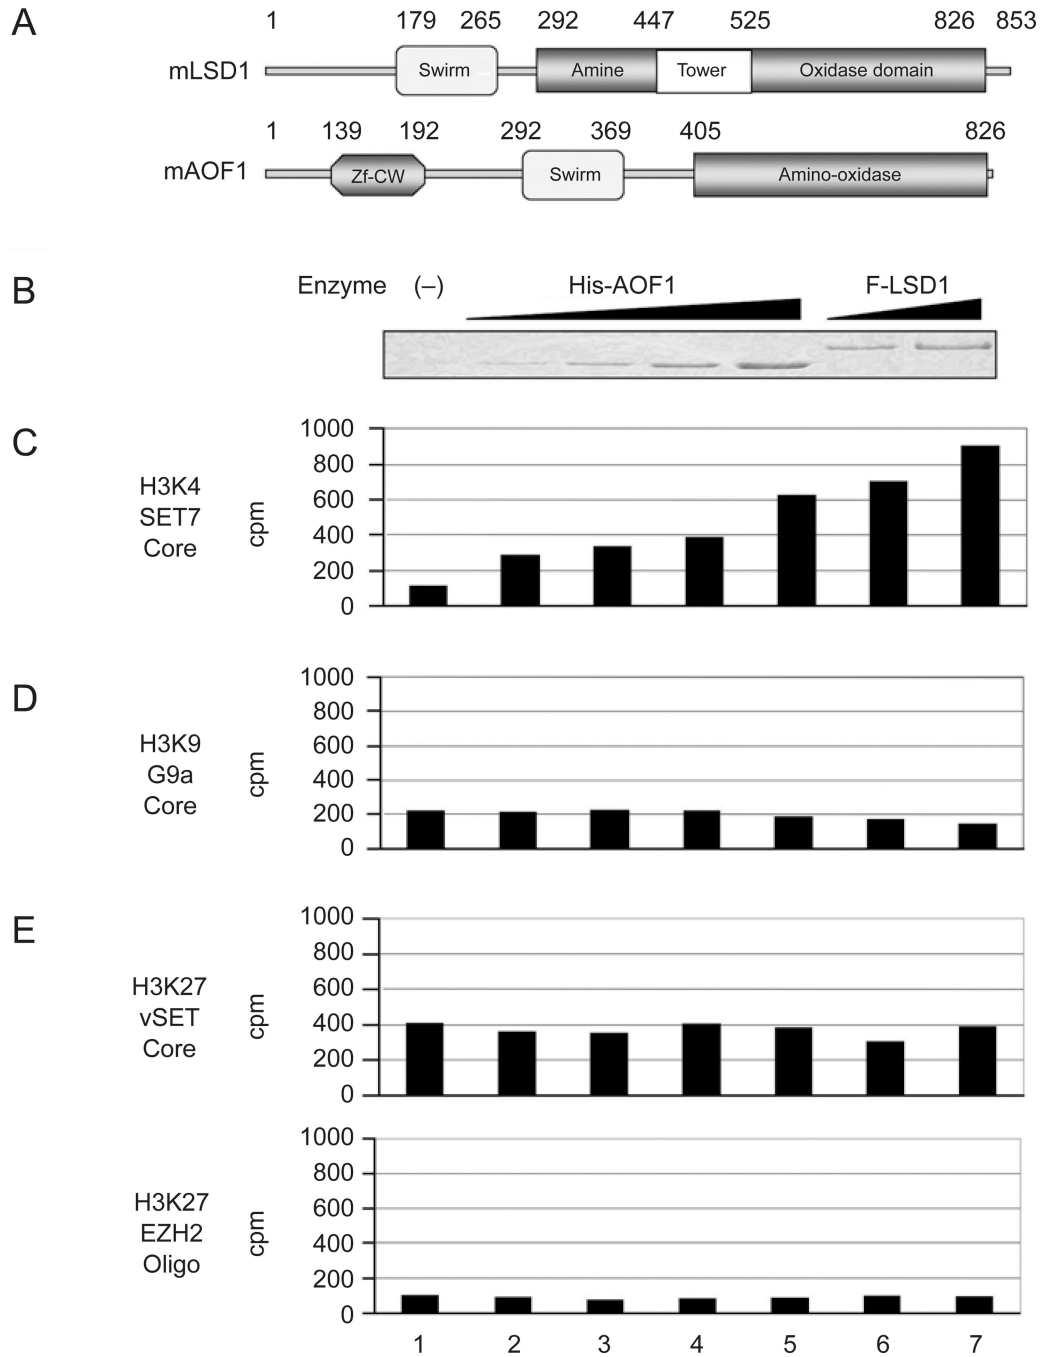 A
1 179 265 292 447 525 826 853
mLSD1 Swirm Amine Tower Oxidase domain
1 139 192 292 369 405 826
mAOF1 Zf-CW Swirm Amino-oxidase
B
Enzyme (–) His-AOF1 F-LSD1
C
H3K4
SET7
Core
cpm
1000
800
600
400
200
0
D
H3K9
G9a
Core
cpm
1000
800
600
400
200
0
E
H3K27
vSET
Core
cpm
1000
800
600
400
200
0
H3K27
EZH2
Oligo
cpm
1000
800
600
400
200
0
1 2 3 4 5 6 7